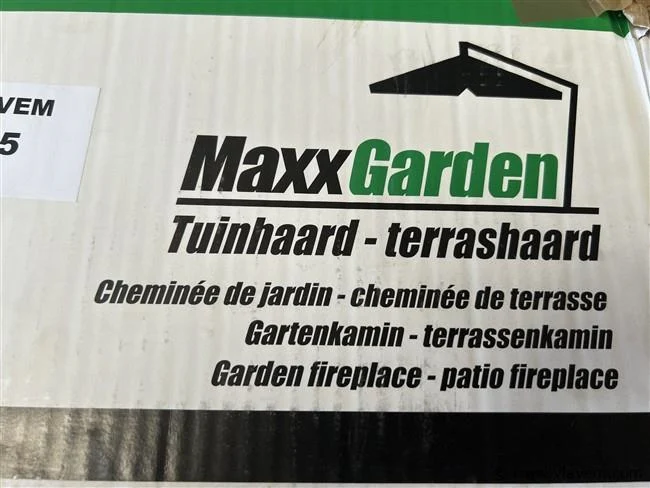 VEM
5
MaxxGarden
Tuinhaard - terrashaard
Cheminée de jardin - cheminée de terrasse
Gartenkamin - terrassenkamin
Garden fireplace - patio fireplace